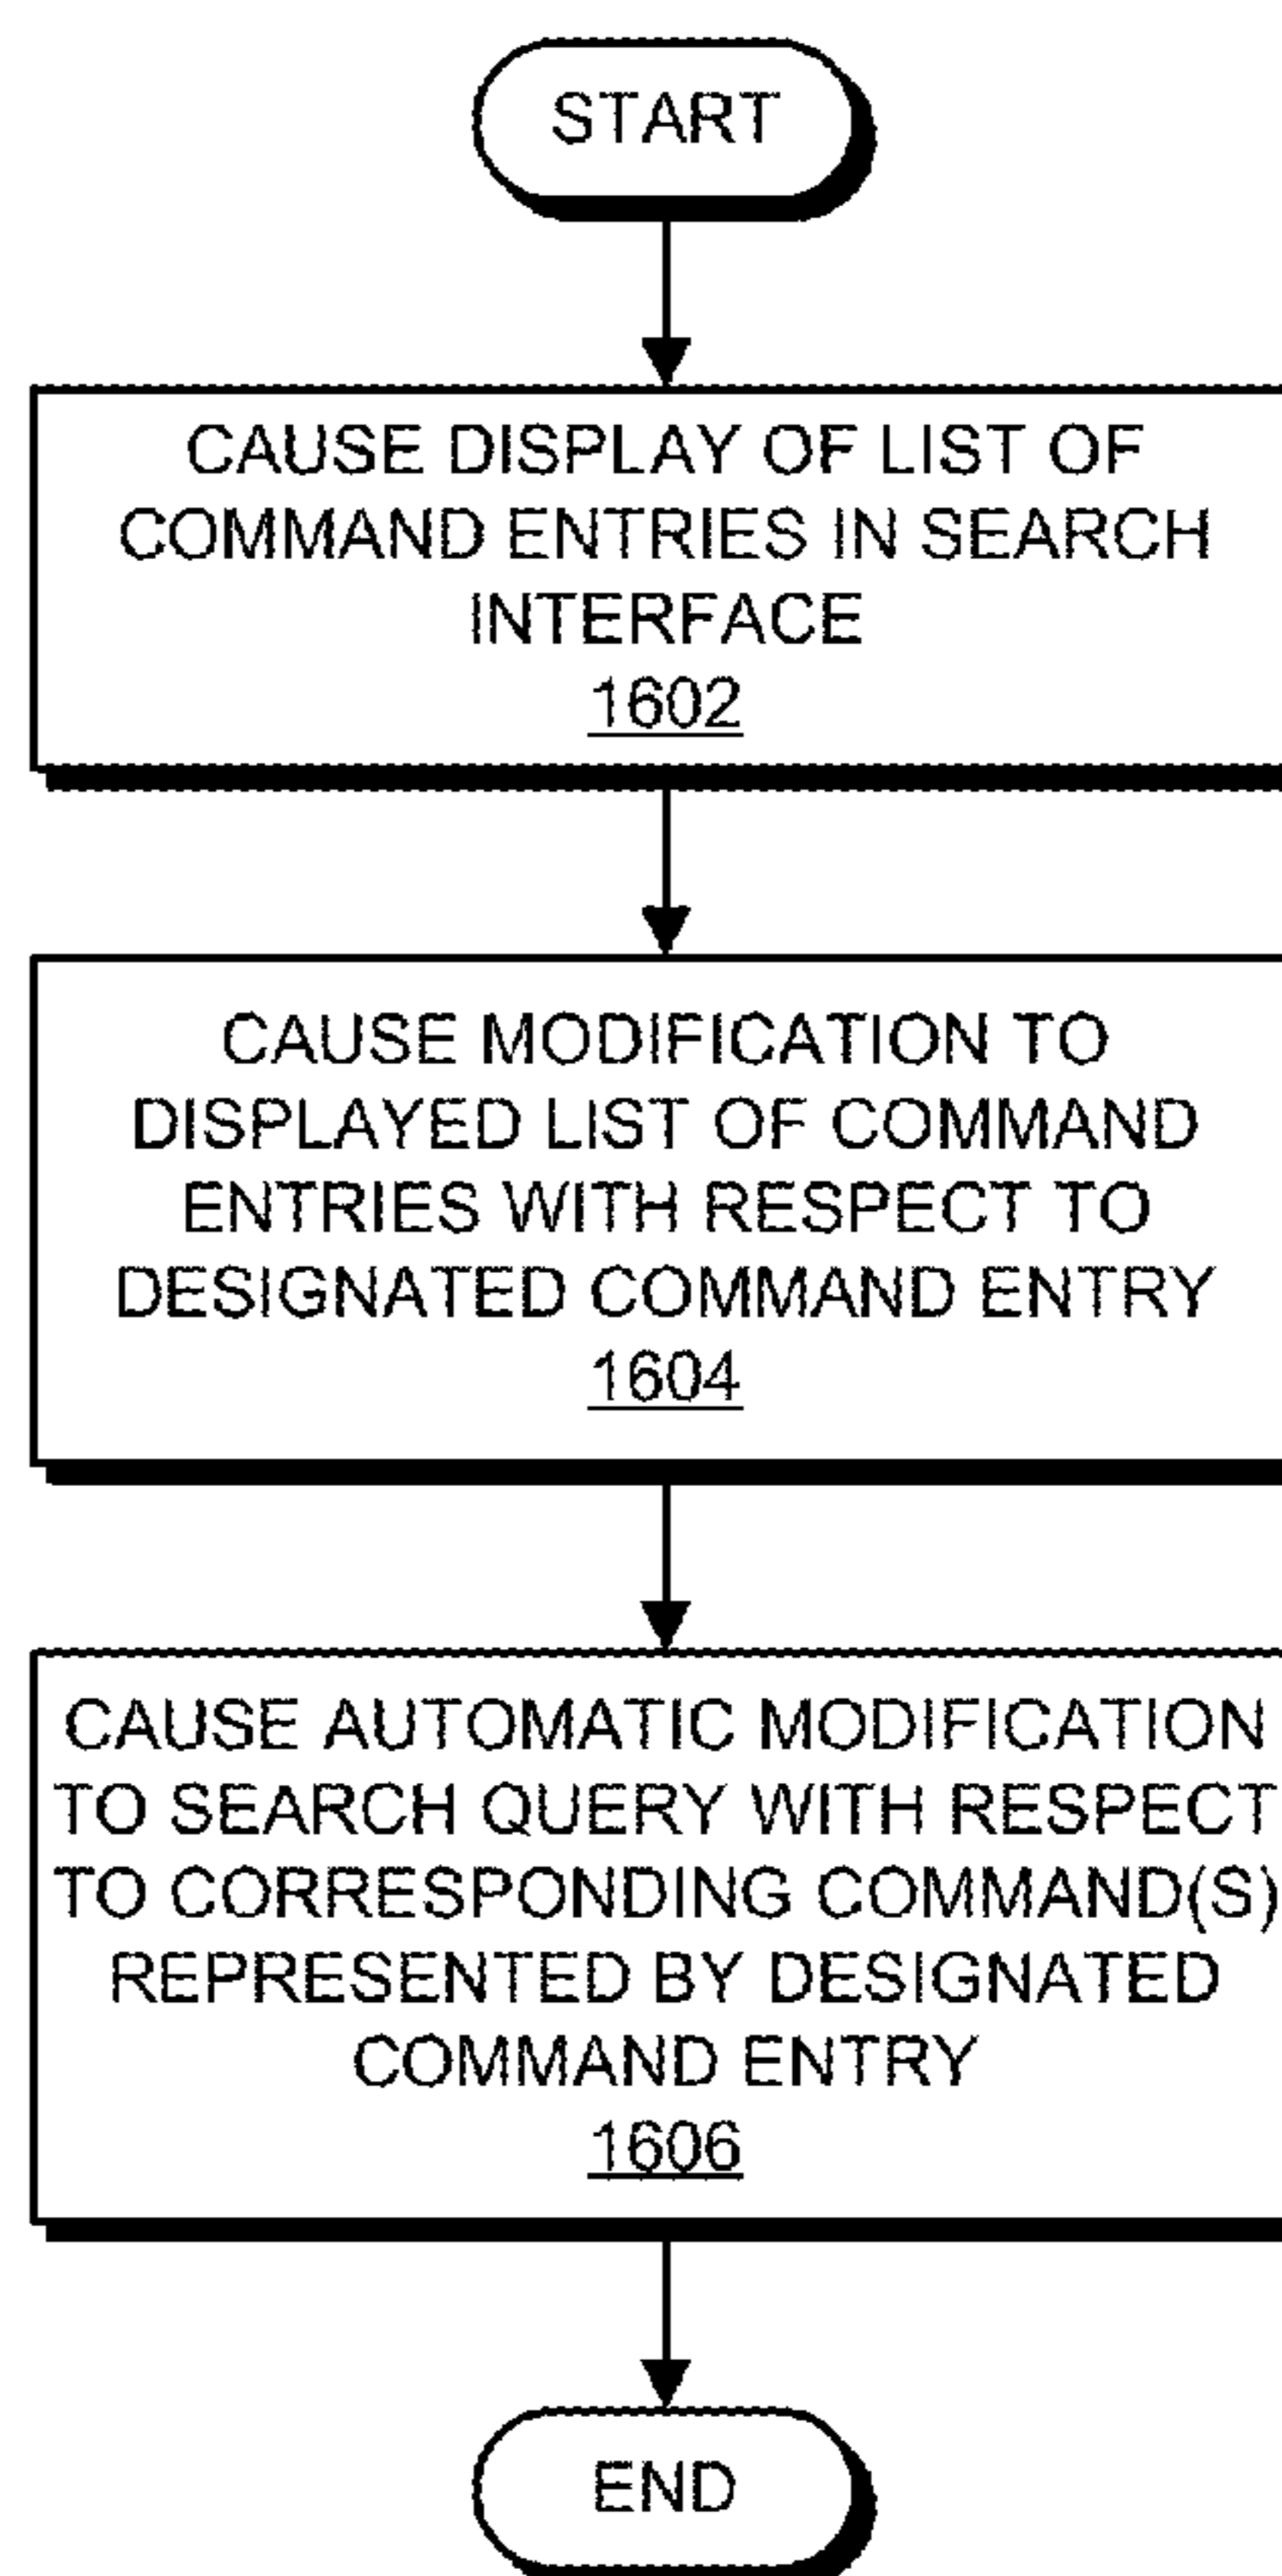 START
CAUSE DISPLAY OF LIST OF
COMMAND ENTRIES IN SEARCH
INTERFACE
1602
CAUSE MODIFICATION TO
DISPLAYED LIST OF COMMAND
ENTRIES WITH RESPECT TO
DESIGNATED COMMAND ENTRY
1604
CAUSE AUTOMATIC MODIFICATION
TO SEARCH QUERY WITH RESPECT
TO CORRESPONDING COMMAND(S)
REPRESENTED BY DESIGNATED
COMMAND ENTRY
1606
END